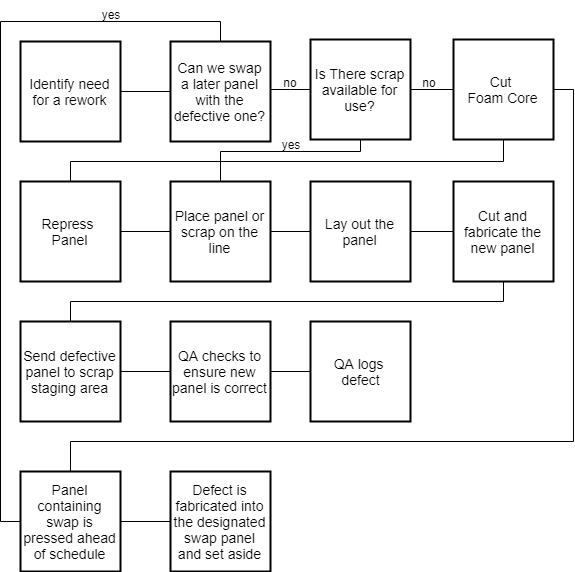 yes
Identify need
for a rework
Can we swap
a later panel
with the
defective one?
no
Is There scrap
available for
use?
no
Cut
Foam Core
yes
Repress
Panel
Place panel or
scrap on the
line
Lay out the
panel
Cut and
fabricate the
new panel
Send defective
panel to scrap
staging area
QA checks to
ensure new
panel is correct
QA logs
defect
Panel
containing
swap is
pressed ahead
of schedule
Defect is
fabricated into
the designated
swap panel
and set aside